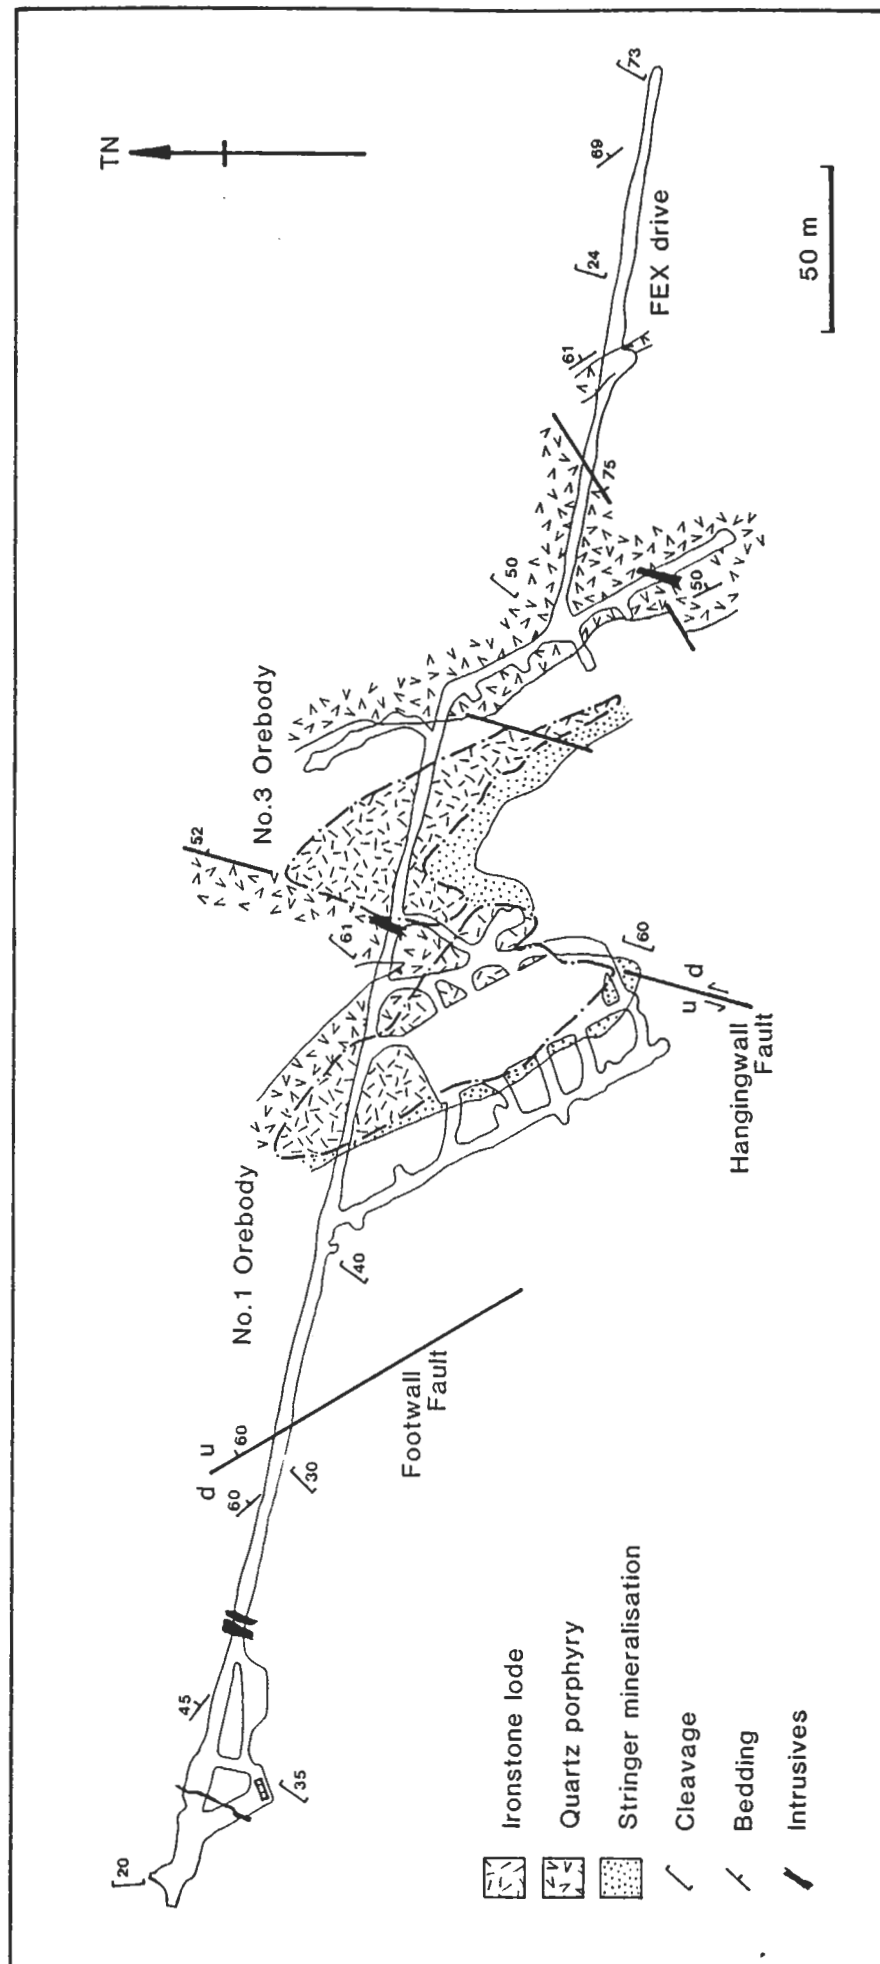 TN
50 m
73
69
24
FEX drive
61
75
50
50
No.3 Orebody
52
61
60
u d
Hangingwall
Fault
No.1 Orebody
40
Footwall
Fault
d u
60
60
30
45
35
20
Ironstone lode
Quartz porphyry
Stringer mineralisation
Cleavage
Bedding
Intrusives